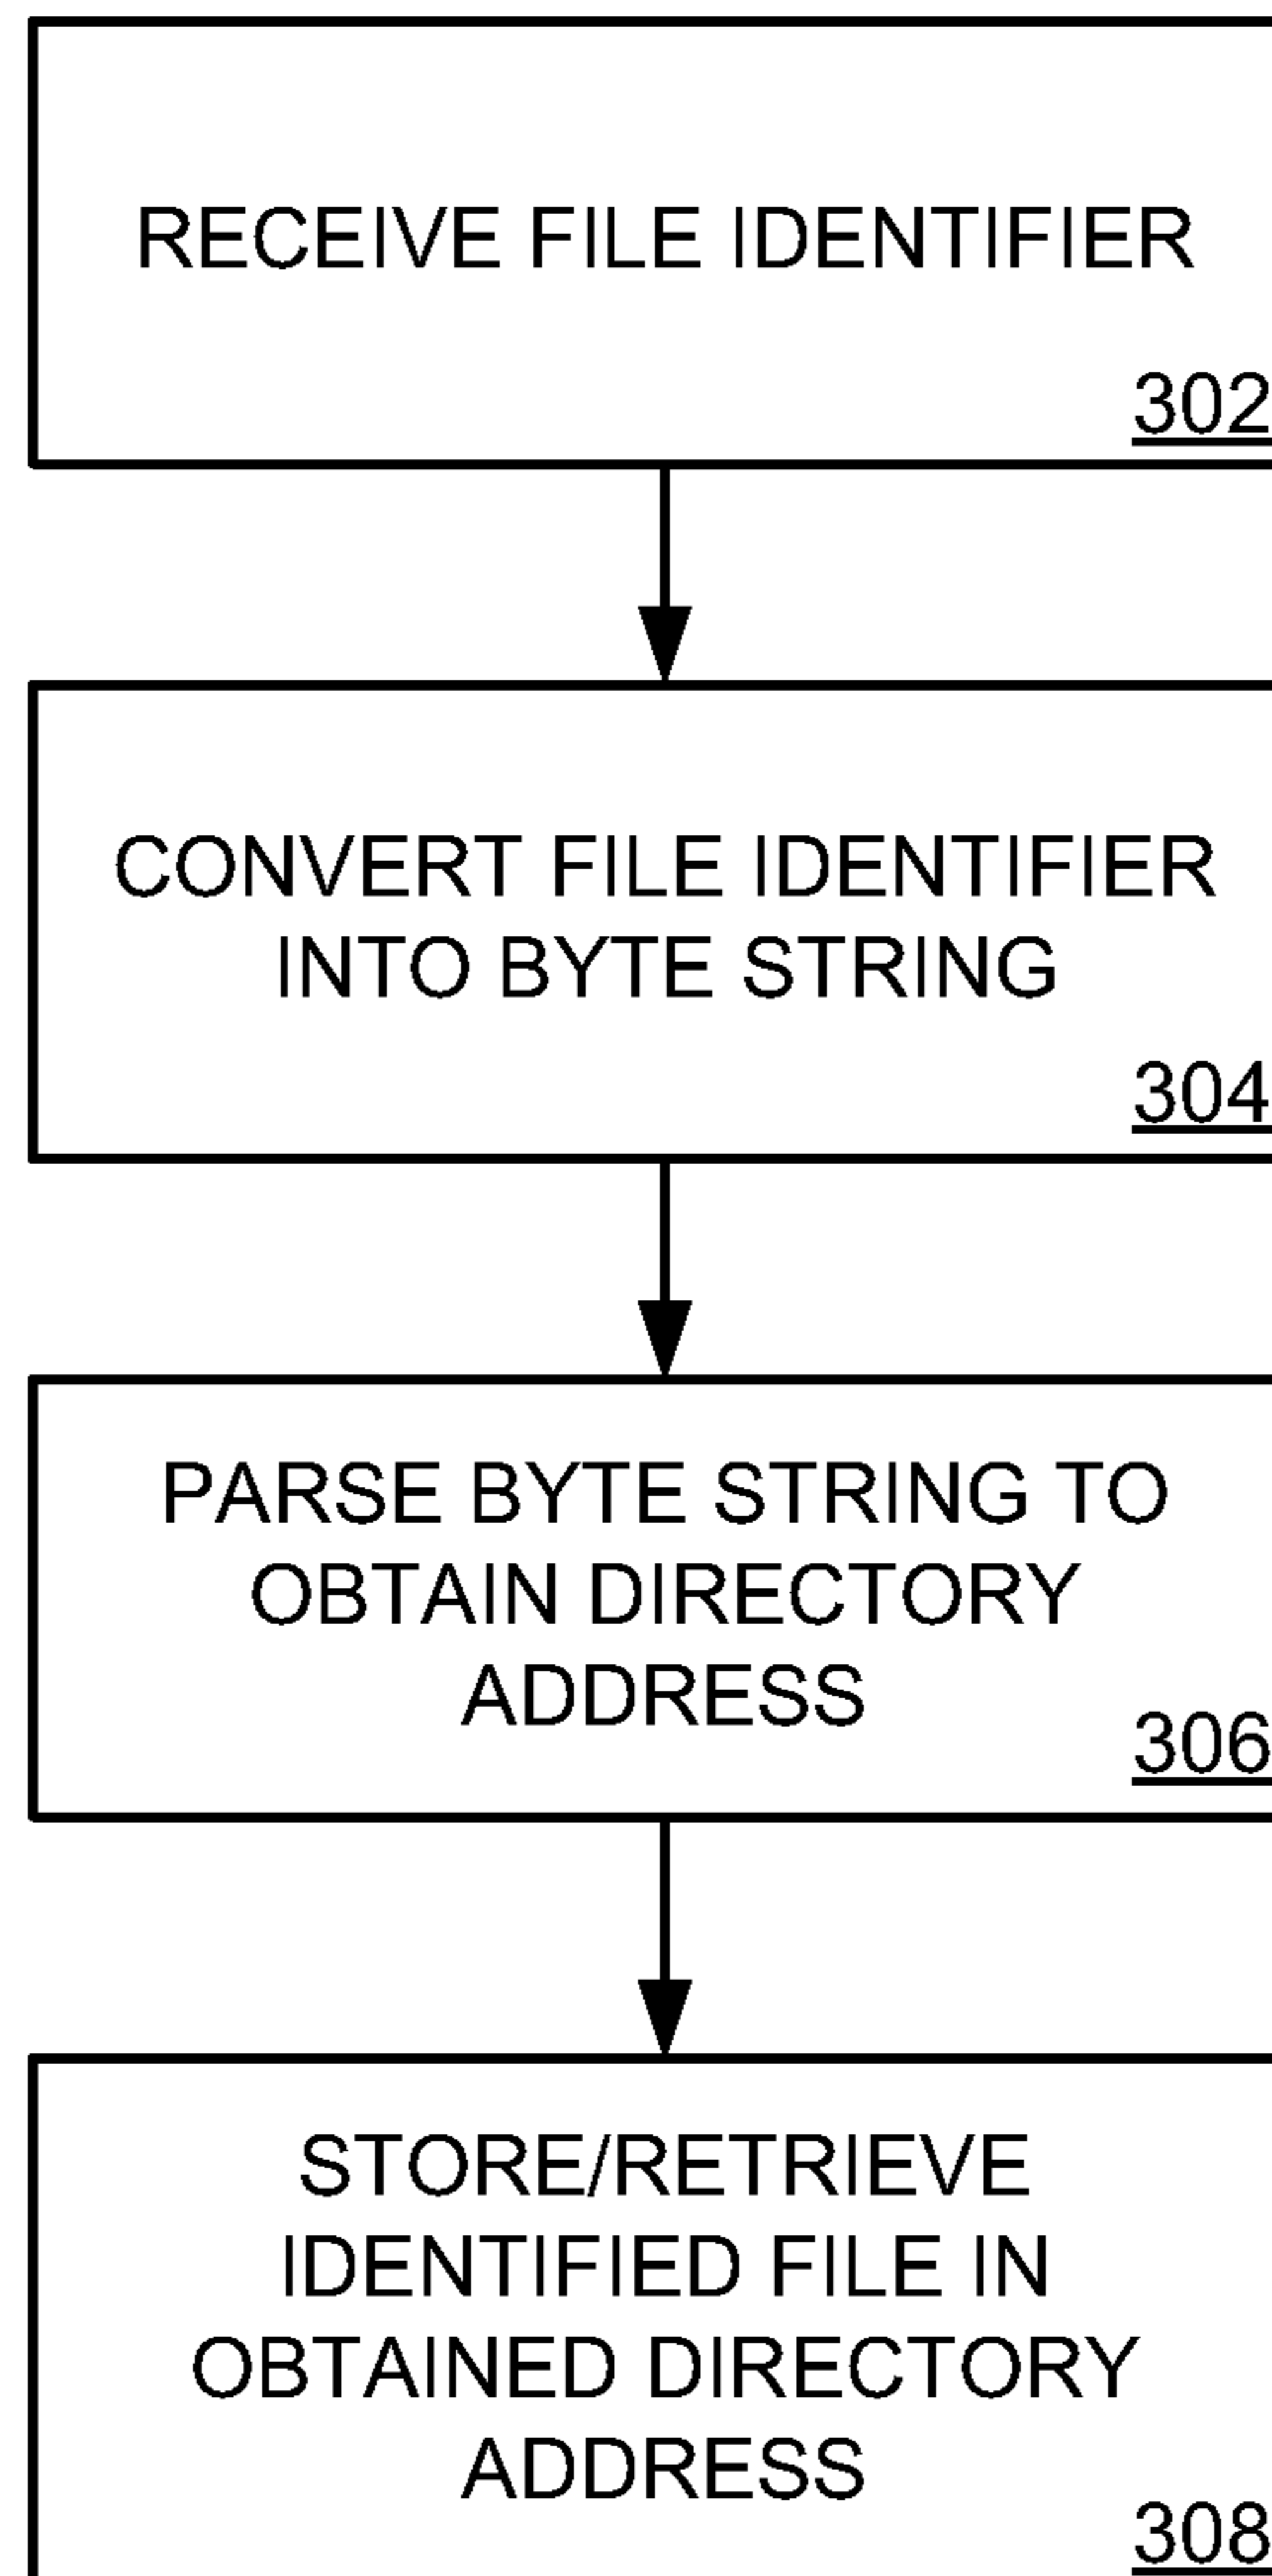 RECEIVE FILE IDENTIFIER
302
CONVERT FILE IDENTIFIER
INTO BYTE STRING
304
PARSE BYTE STRING TO
OBTAIN DIRECTORY
ADDRESS
306
STORE/RETRIEVE
IDENTIFIED FILE IN
OBTAINED DIRECTORY
ADDRESS
308